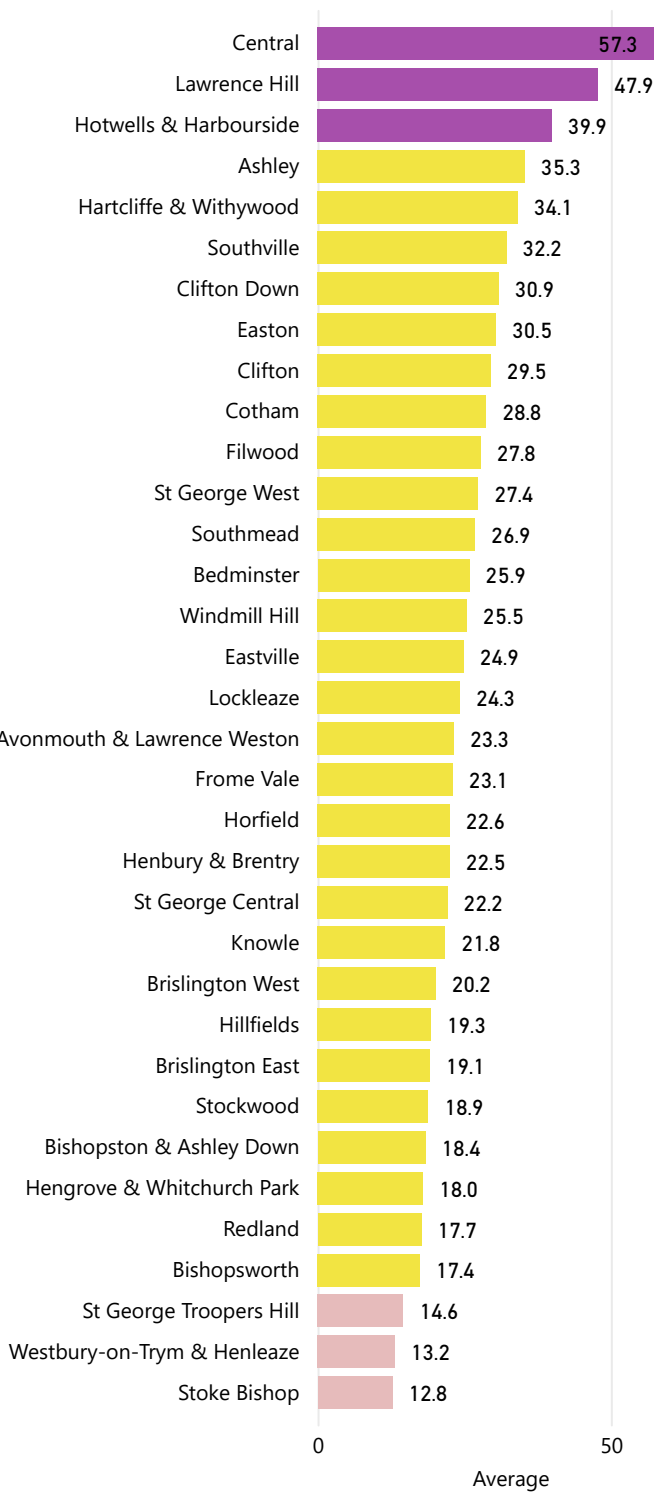 Central 57.3
Lawrence Hill 47.9
Hotwells & Harbourside 39.9
Ashley 35.3
Hartcliffe & Withywood 34.1
Southville 32.2
Clifton Down 30.9
Easton 30.5
Clifton 29.5
Cotham 28.8
Filwood 27.8
St George West 27.4
Southmead 26.9
Bedminster 25.9
Windmill Hill 25.5
Eastville 24.9
Lockleaze 24.3
Avonmouth & Lawrence Weston 23.3
Frome Vale 23.1
Horfield 22.6
Henbury & Brentry 22.5
St George Central 22.2
Knowle 21.8
Brislington West 20.2
Hillfields 19.3
Brislington East 19.1
Stockwood 18.9
Bishopston & Ashley Down 18.4
Hengrove & Whitchurch Park 18.0
Redland 17.7
Bishopsworth 17.4
St George Troopers Hill 14.6
Westbury-on-Trym & Henleaze 13.2
Stoke Bishop 12.8
0 50
Average